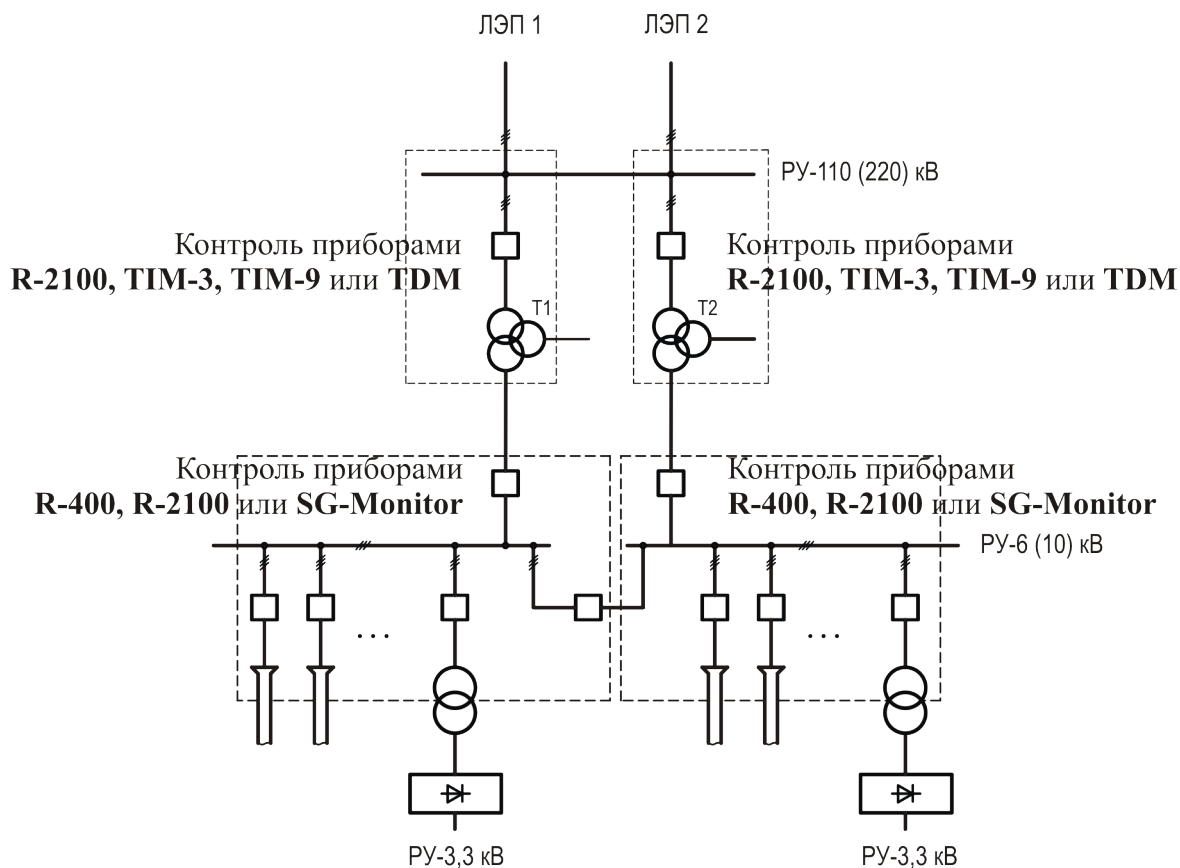 ЛЭП 1
ЛЭП 2
РУ-110 (220) кВ
Контроль приборами
R-2100, TIM-3, TIM-9 или TDM
Контроль приборами
R-2100, TIM-3, TIM-9 или TDM
Т1
Т2
Контроль приборами
R-400, R-2100 или SG-Monitor
Контроль приборами
R-400, R-2100 или SG-Monitor
РУ-6 (10) кВ
...
...
РУ-3,3 кВ
РУ-3,3 кВ